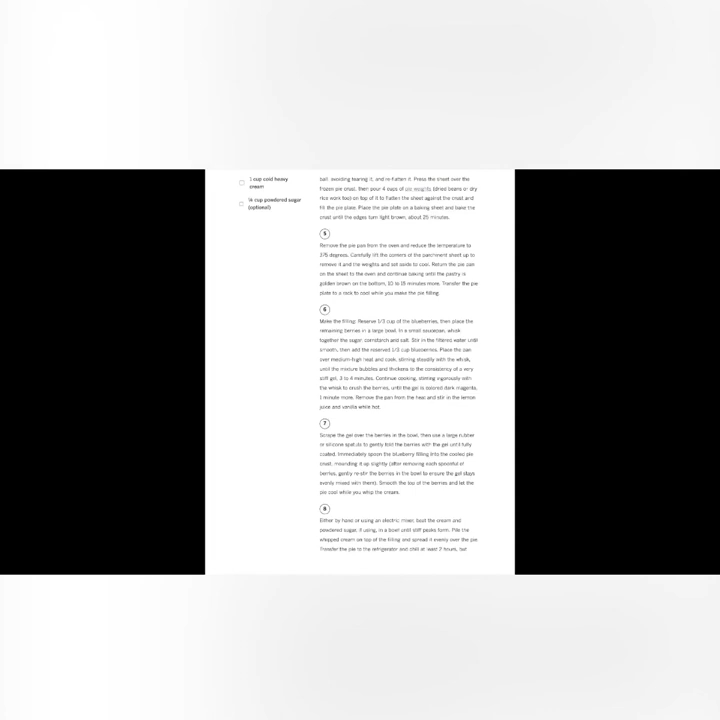 1 cup cold heavy
cream
¼ cup powdered sugar
(optional)
ball, avoiding tearing it, and re-flatten it. Press the sheet over the
frozen pie crust, then pour 4 cups of pie weights (dried beans or dry
rice work too) on top of it to flatten the sheet against the crust and
fill the pie plate. Place the pie plate on a baking sheet and bake the
crust until the edges turn light brown, about 25 minutes.
5
Remove the pie pan from the oven and reduce the temperature to
375 degrees. Carefully lift the corners of the parchment sheet up to
remove it and the weights and set aside to cool. Return the pie pan
on the sheet to the oven and continue baking until the pastry is
golden brown on the bottom, 10 to 15 minutes more. Transfer the pie
plate to a rack to cool while you make the pie filling.
6
Make the filling: Reserve 1/3 cup of the blueberries, then place the
remaining berries in a large bowl. In a small saucepan, whisk
together the sugar, cornstarch and salt. Stir in the filtered water until
smooth, then add the reserved 1/3 cup blueberries. Place the pan
over medium-high heat and cook, stirring steadily with the whisk,
until the mixture bubbles and thickens to the consistency of a very
stiff gel, 3 to 4 minutes. Continue cooking, stirring vigorously with
the whisk to crush the berries, until the gel is colored dark magenta,
1 minute more. Remove the pan from the heat and stir in the lemon
juice and vanilla while hot.
7
Scrape the gel over the berries in the bowl, then use a large rubber
or silicone spatula to gently fold the berries with the gel until fully
coated. Immediately spoon the blueberry filling into the cooled pie
crust, mounding it up slightly (after removing each spoonful of
berries, gently re-stir the berries in the bowl to ensure the gel stays
evenly mixed with them). Smooth the top of the berries and let the
pie cool while you whip the cream.
8
Either by hand or using an electric mixer, beat the cream and
powdered sugar, if using, in a bowl until stiff peaks form. Pile the
whipped cream on top of the filling and spread it evenly over the pie.
Transfer the pie to the refrigerator and chill at least 2 hours, but